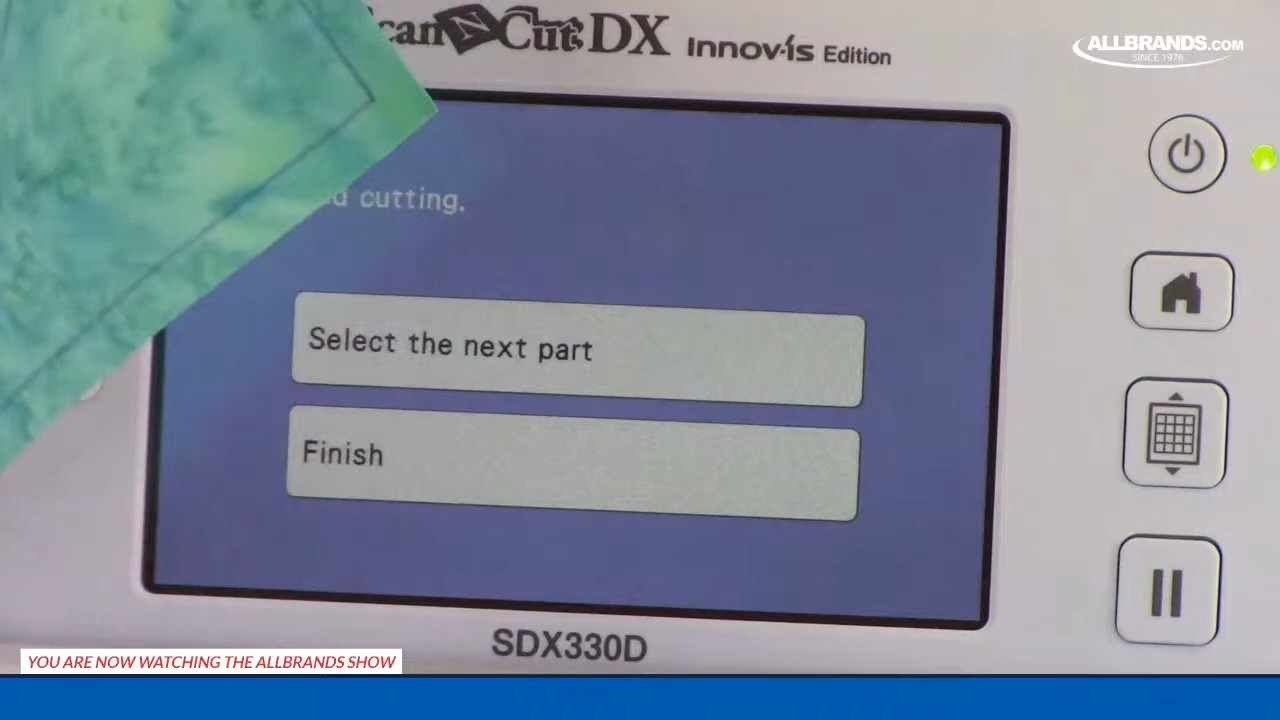 Cut DX Innov-ís Edition
ALLBRANDS.COM
SINCE 1976
cutting.
Select the next part
Finish
SDX330D
YOU ARE NOW WATCHING THE ALLBRANDS SHOW